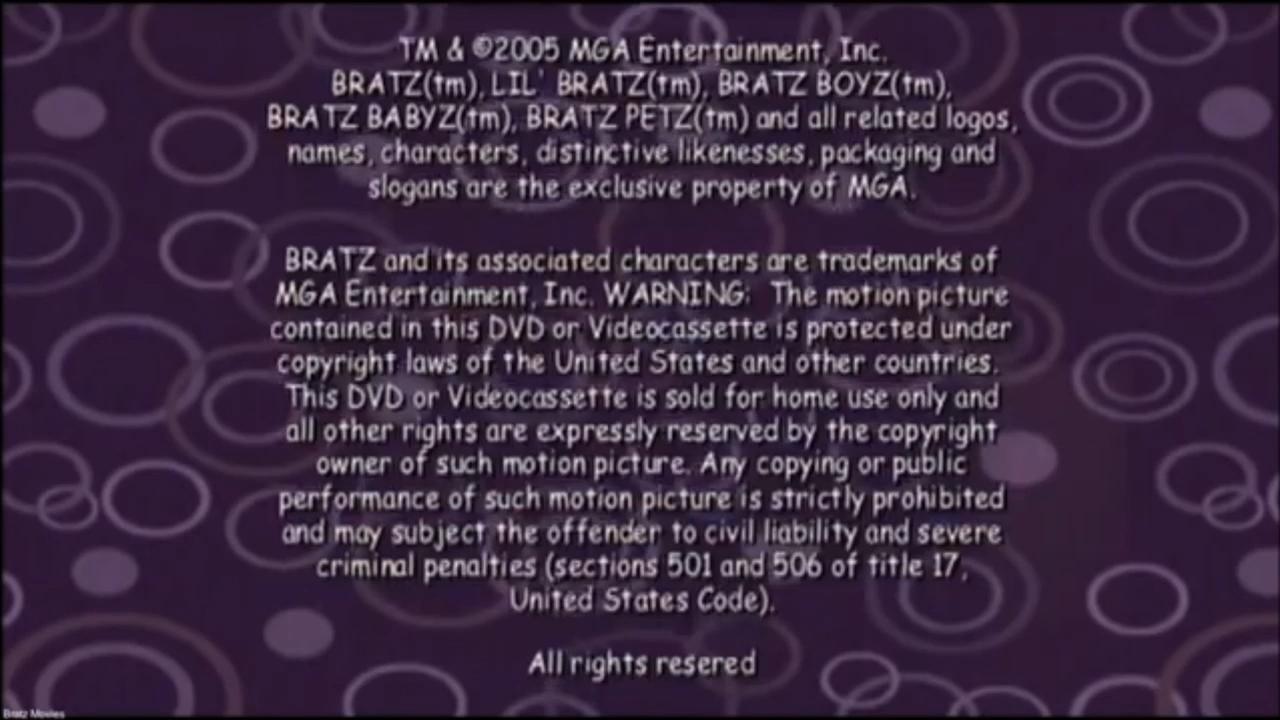 TM & ©2005 MGA Entertainment, Inc.
BRATZ(tm), LIL' BRATZ(tm), BRATZ BOYZ(tm),
BRATZ BABYZ(tm), BRATZ PETZ(tm) and all related logos,
names, characters, distinctive likenesses, packaging and
slogans are the exclusive property of MGA.
BRATZ and its associated characters are trademarks of
MGA Entertainment, Inc. WARNING: The motion picture
contained in this DVD or Videocassette is protected under
copyright laws of the United States and other countries.
This DVD or Videocassette is sold for home use only and
all other rights are expressly reserved by the copyright
owner of such motion picture. Any copying or public
performance of such motion picture is strictly prohibited
and may subject the offender to civil liability and severe
criminal penalties (sections 501 and 506 of title 17,
United States Code).
All rights resered
Bratz Movies